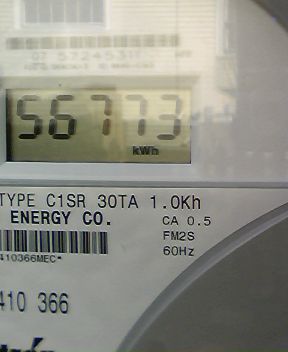 56773
kWh
TYPE C1SR 30TA 1.0Kh
ENERGY CO.
CA 0.5
FM2S
60Hz
410366MEC*
410 366